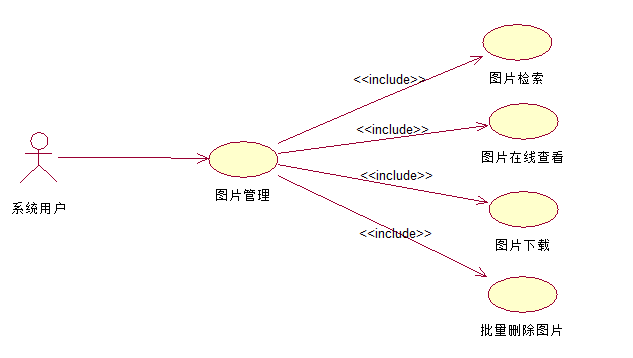 <<include>>
图片检索
<<include>>
图片在线查看
系统用户
图片管理
<<include>>
图片下载
<<include>>
批量删除图片